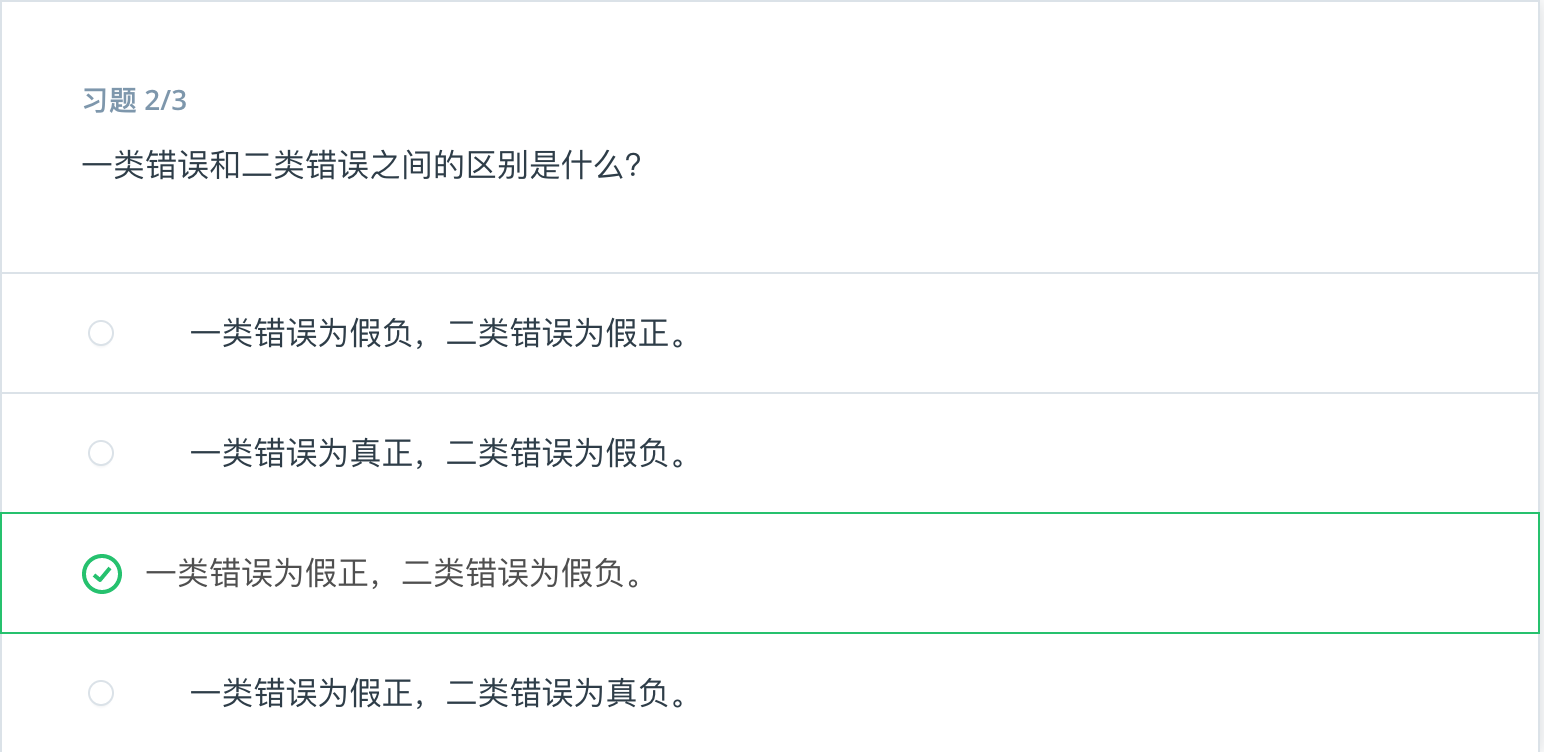 习题 2/3
一类错误和二类错误之间的区别是什么?
一类错误为假负，二类错误为假正。
一类错误为真正，二类错误为假负。
一类错误为假正，二类错误为假负。
一类错误为假正，二类错误为真负。